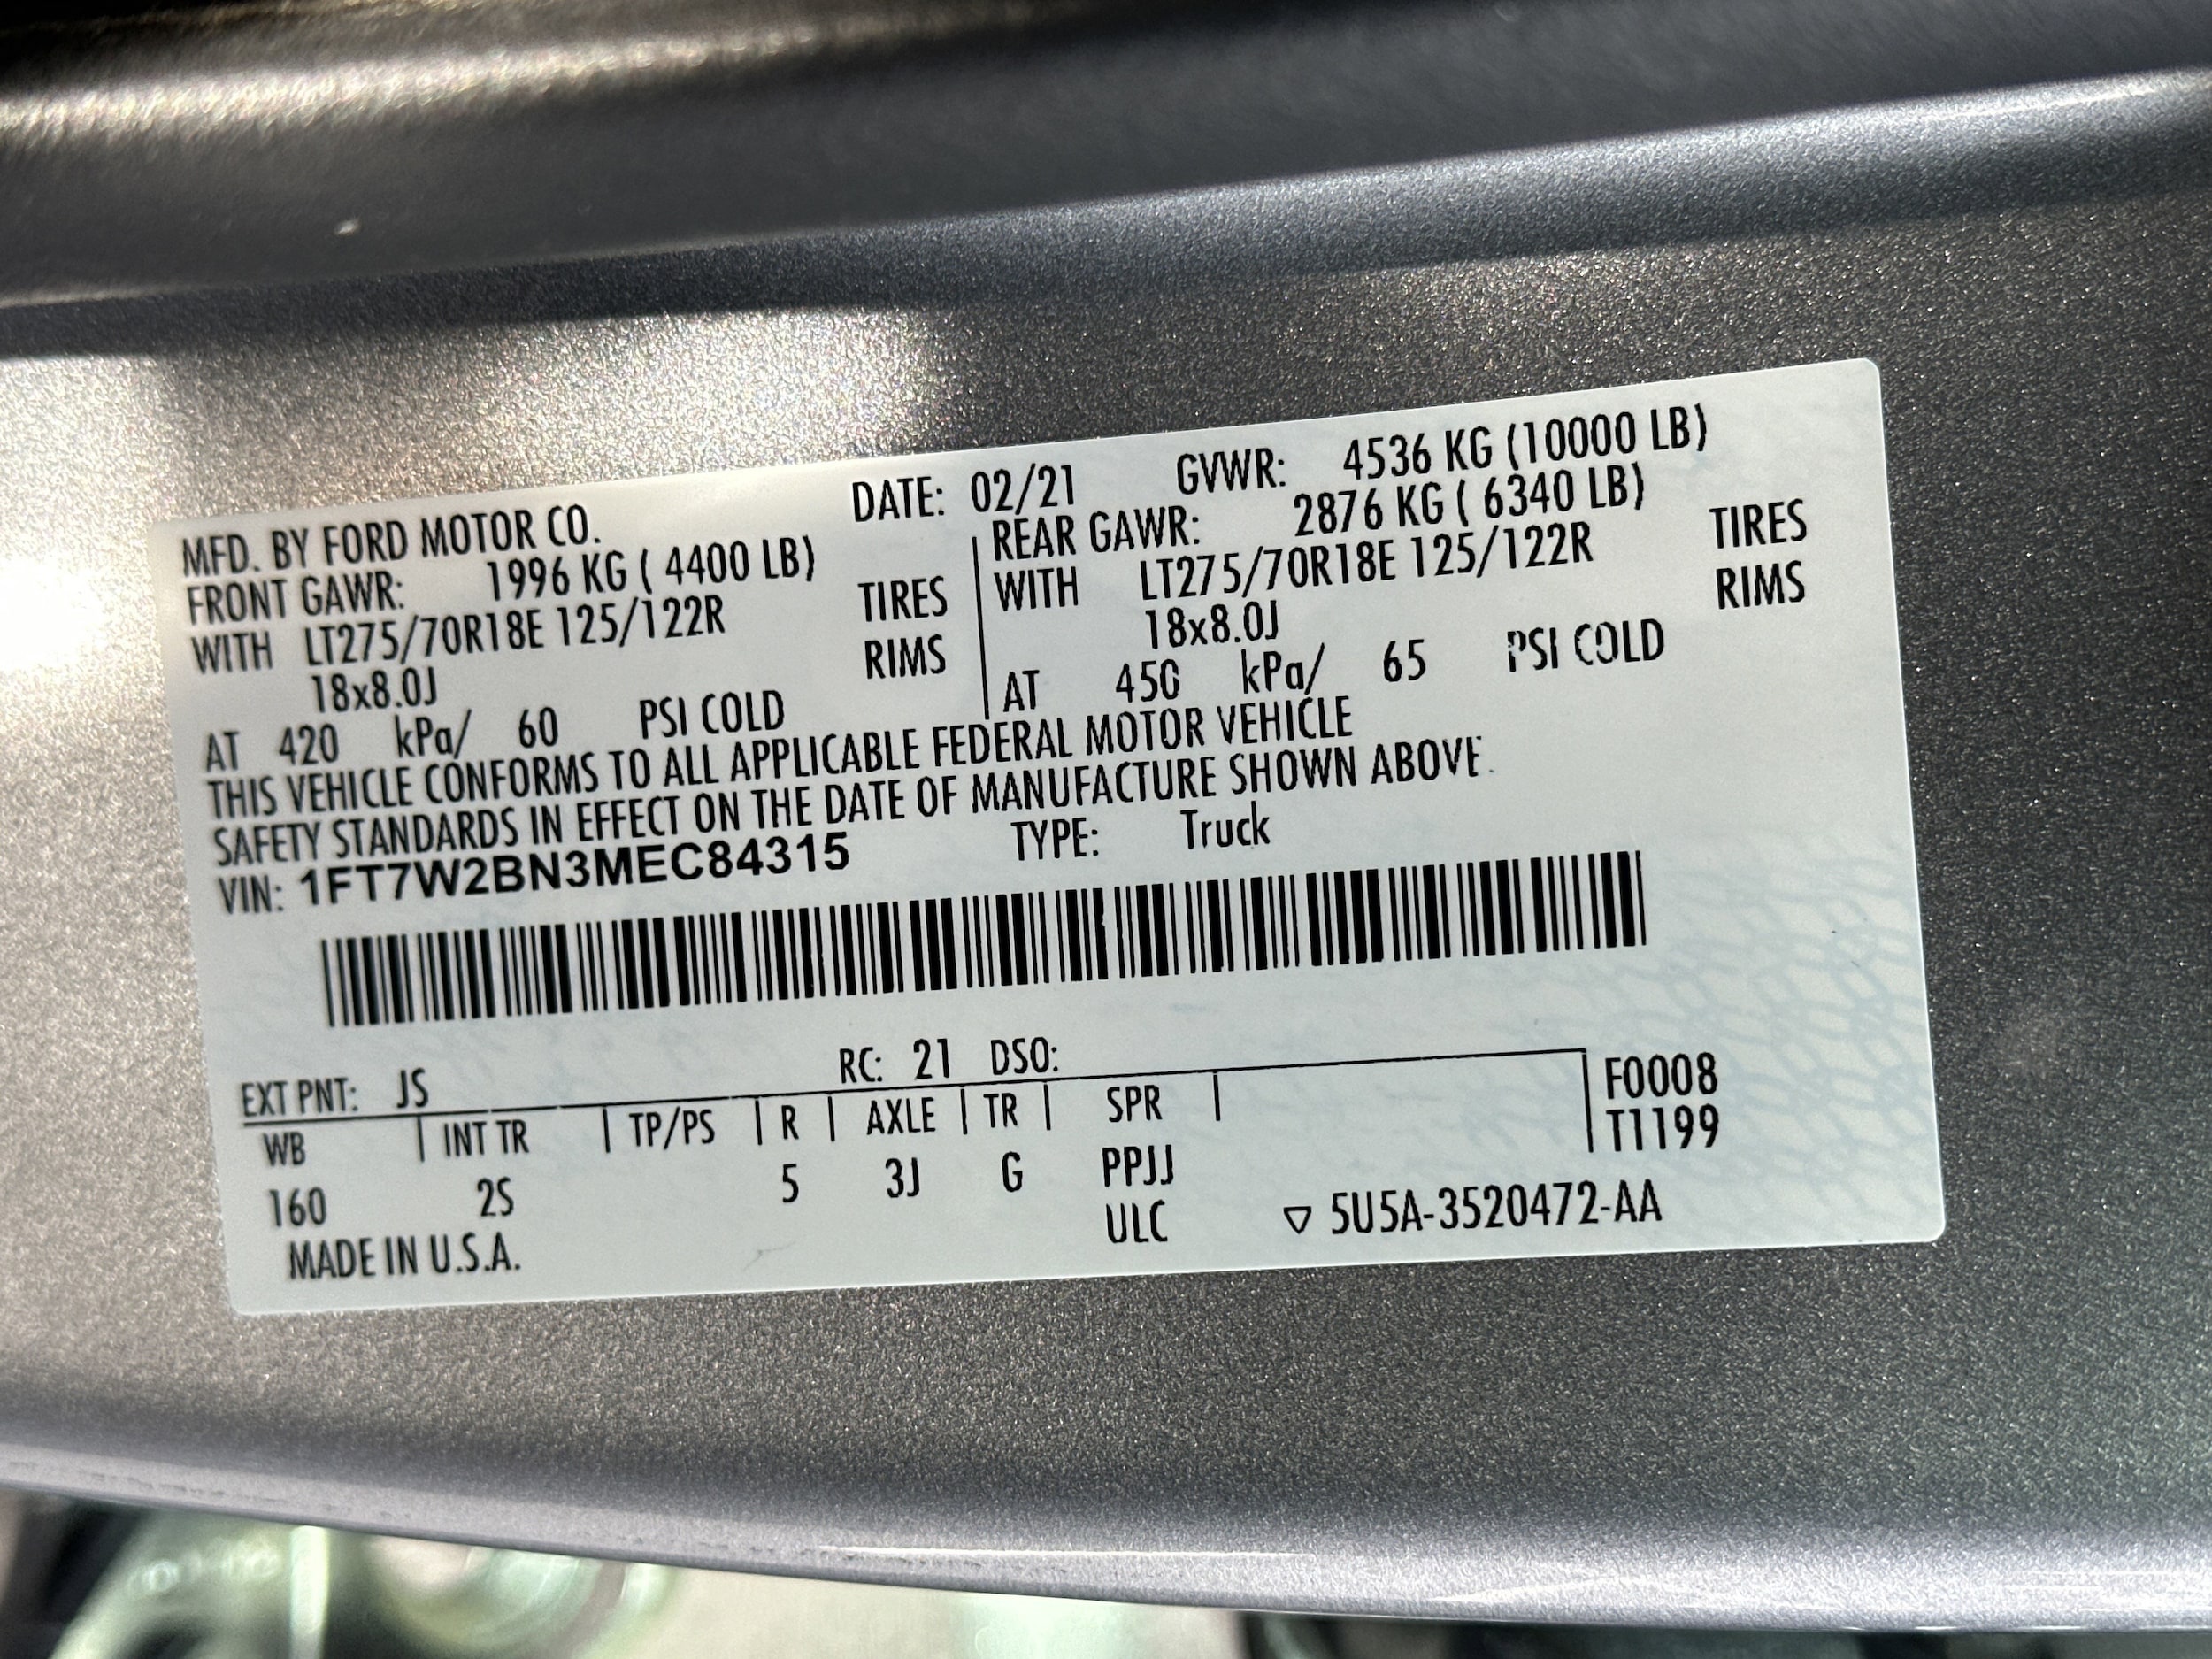 MFD. BY FORD MOTOR CO. DATE: 02/21 GVWR: 4536 KG (10000 LB)
FRONT GAWR: 1996 KG ( 4400 LB) REAR GAWR: 2876 KG ( 6340 LB)
WITH LT275/70R18E 125/122R TIRES WITH LT275/70R18E 125/122R TIRES
18x8.0J RIMS 18x8.0J RIMS
AT 420 kPa/ 60 PSI COLD AT 450 kPa/ 65 PSI COLD
THIS VEHICLE CONFORMS TO ALL APPLICABLE FEDERAL MOTOR VEHICLE
SAFETY STANDARDS IN EFFECT ON THE DATE OF MANUFACTURE SHOWN ABOVE.
VIN: 1FT7W2BN3MEC84315 TYPE: Truck
EXT PNT: JS RC: 21 DSO:
WB INT TR TP/PS R AXLE TR SPR F0008
T1199
160 2S 5 3J G PPJJ
ULC
MADE IN U.S.A. ▽ 5U5A-3520472-AA